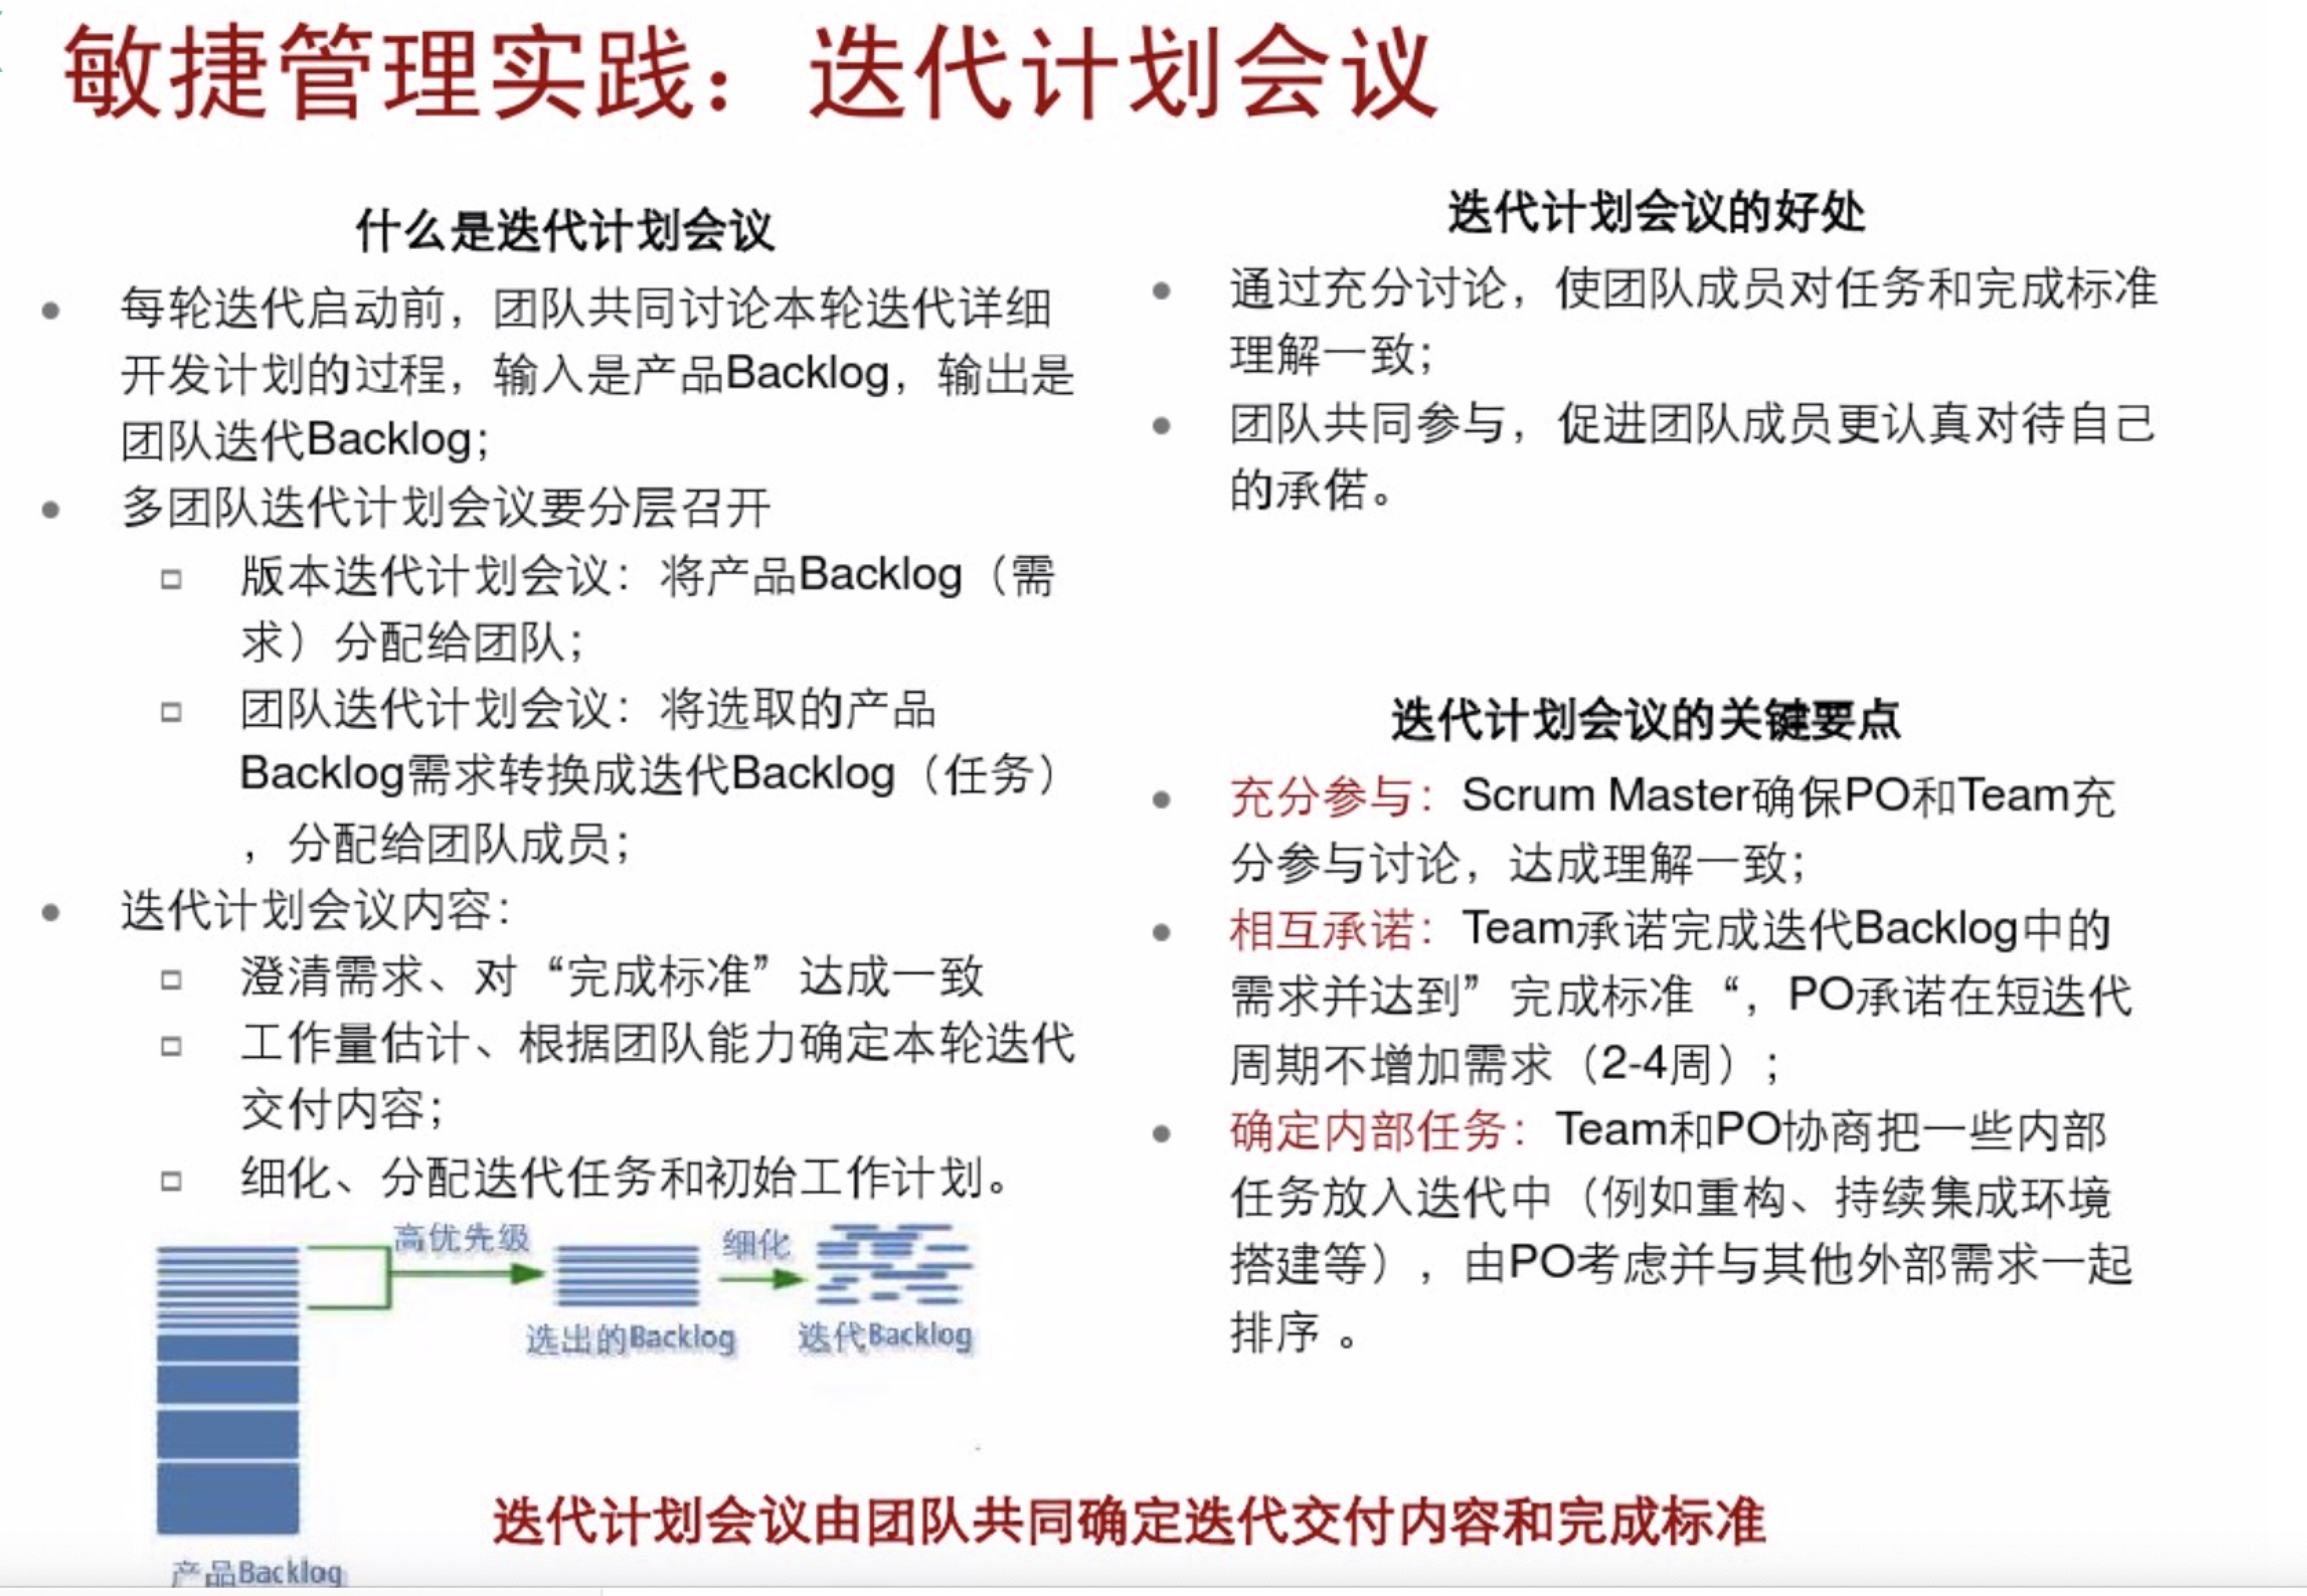 敏捷管理实践：迭代计划会议
什么是迭代计划会议
每轮迭代启动前，团队共同讨论本轮迭代详细
开发计划的过程，输入是产品Backlog，输出是
团队迭代Backlog；
多团队迭代计划会议要分层召开
版本迭代计划会议：将产品Backlog（需
求）分配给团队；
团队迭代计划会议：将选取的产品
Backlog需求转换成迭代Backlog（任务）
，分配给团队成员；
迭代计划会议内容：
澄清需求、对“完成标准”达成一致
工作量估计、根据团队能力确定本轮迭代
交付内容；
细化、分配迭代任务和初始工作计划。
高优先级
细化
选出的Backlog
迭代Backlog
产品Backlog
迭代计划会议的好处
通过充分讨论，使团队成员对任务和完成标准
理解一致；
团队共同参与，促进团队成员更认真对待自己
的承偌。
迭代计划会议的关键要点
充分参与：Scrum Master确保PO和Team充
分参与讨论，达成理解一致；
相互承诺：Team承诺完成迭代Backlog中的
需求并达到”完成标准“，PO承诺在短迭代
周期不增加需求（2-4周）；
确定内部任务：Team和PO协商把一些内部
任务放入迭代中（例如重构、持续集成环境
搭建等），由PO考虑并与其他外部需求一起
排序 。
迭代计划会议由团队共同确定迭代交付内容和完成标准